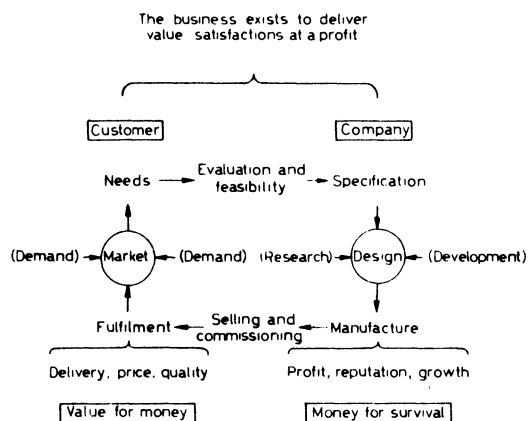 The business exists to deliver
value satisfactions at a profit
Customer Company
Needs Evaluation and feasibility Specification
(Demand) Market (Demand) (Research) Design (Development)
Fulfilment Selling and commissioning Manufacture
Delivery, price, quality Profit, reputation, growth
Value for money Money for survival